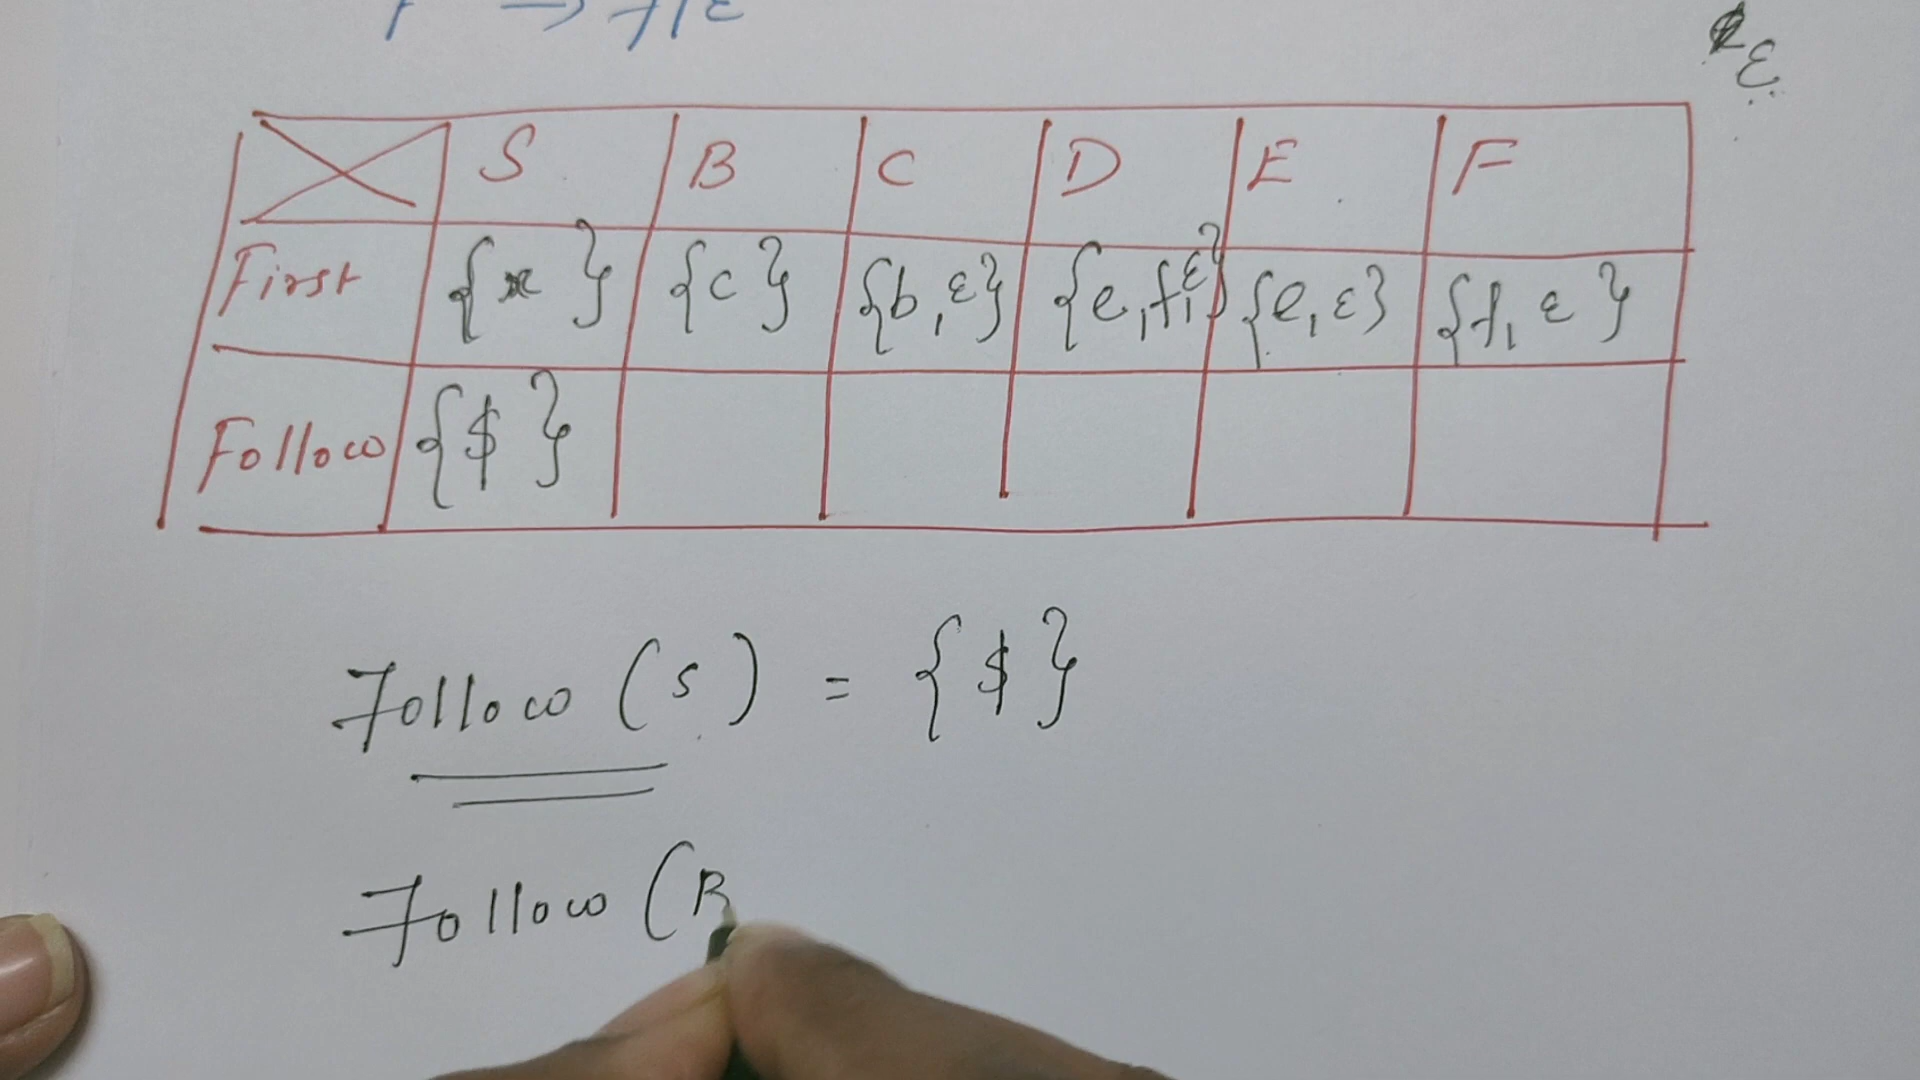 F → f/ε
ε
S B C D E F
First {x} {c} {b,ε} {e,f,ε} {e,ε} {f,ε}
Follow {$}
Follow (S) = {$}
Follow (B